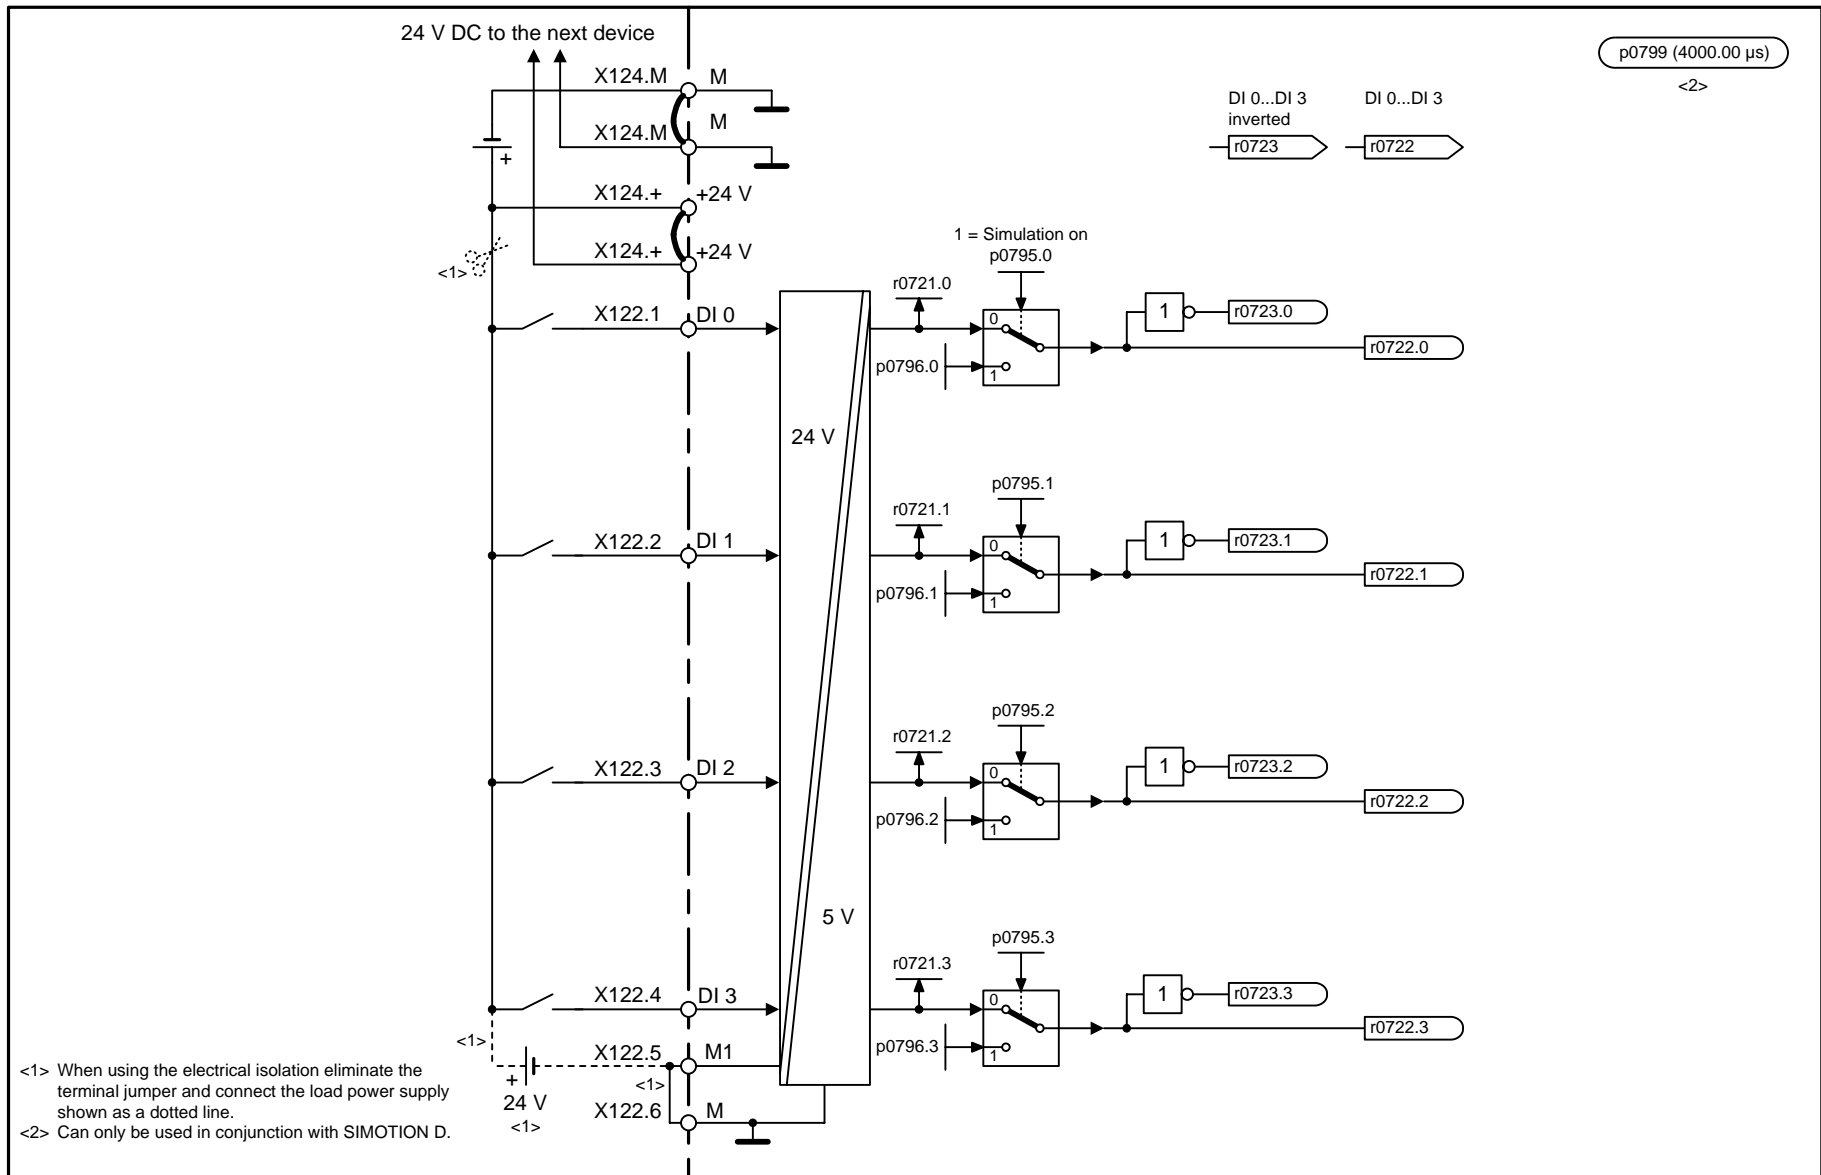 24 V DC to the next device
p0799 (4000.00 µs)
<2>
X124.M M
DI 0...DI 3
inverted
DI 0...DI 3
X124.M M
r0723
r0722
+
X124.+ +24 V
X124.+ +24 V
<1>
1 = Simulation on
p0795.0
r0721.0
X122.1 DI 0
0
1
r0723.0
r0722.0
p0796.0
1
24 V
p0795.1
r0721.1
X122.2 DI 1
0
1
r0723.1
r0722.1
p0796.1
1
p0795.2
r0721.2
X122.3 DI 2
0
1
r0723.2
r0722.2
p0796.2
1
5 V
p0795.3
r0721.3
X122.4 DI 3
0
1
r0723.3
r0722.3
p0796.3
1
<1>
X122.5 M1
+
24 V
<1>
<1>
X122.6 M
<1> When using the electrical isolation eliminate the
terminal jumper and connect the load power supply
shown as a dotted line.
<2> Can only be used in conjunction with SIMOTION D.